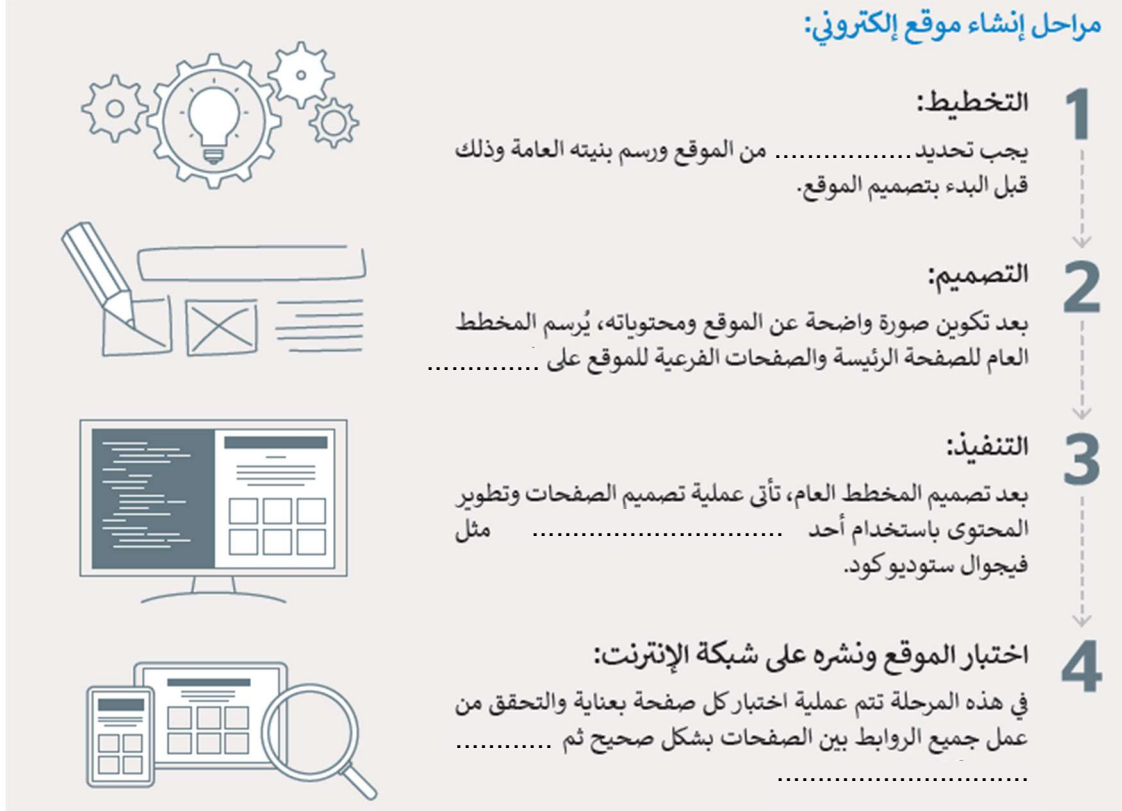 مراحل إنشاء موقع إلكتروني:
1
التخطيط:
يجب تحديد................. من الموقع ورسم بنيته العامة وذلك
قبل البدء بتصميم الموقع.
2
التصميم:
بعد تكوين صورة واضحة عن الموقع ومحتوياته، يُرسم المخطط
العام للصفحة الرئيسة والصفحات الفرعية للموقع على ..............
3
التنفيذ:
بعد تصميم المخطط العام، تأتي عملية تصميم الصفحات وتطوير
المحتوى باستخدام أحد ............................... مثل
فيجوال ستوديو كود.
4
اختبار الموقع ونشره على شبكة الإنترنت:
في هذه المرحلة تتم عملية اختبار كل صفحة بعناية والتحقق من
عمل جميع الروابط بين الصفحات بشكل صحيح ثم ............
...............................